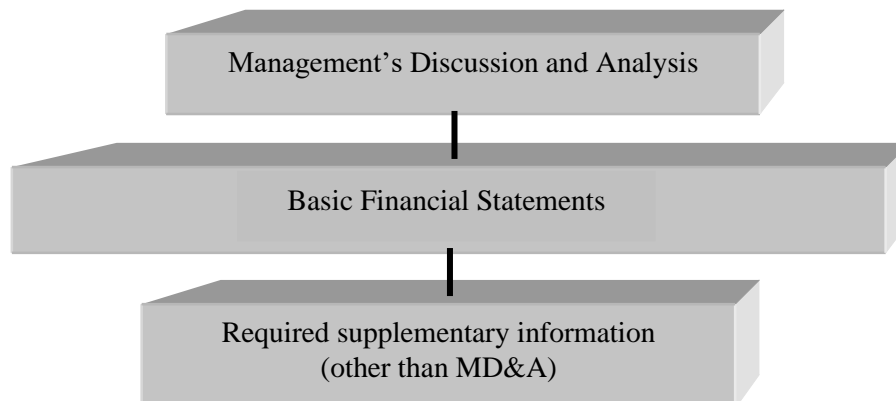 Management’s Discussion and Analysis
Basic Financial Statements
Required supplementary information
(other than MD&A)